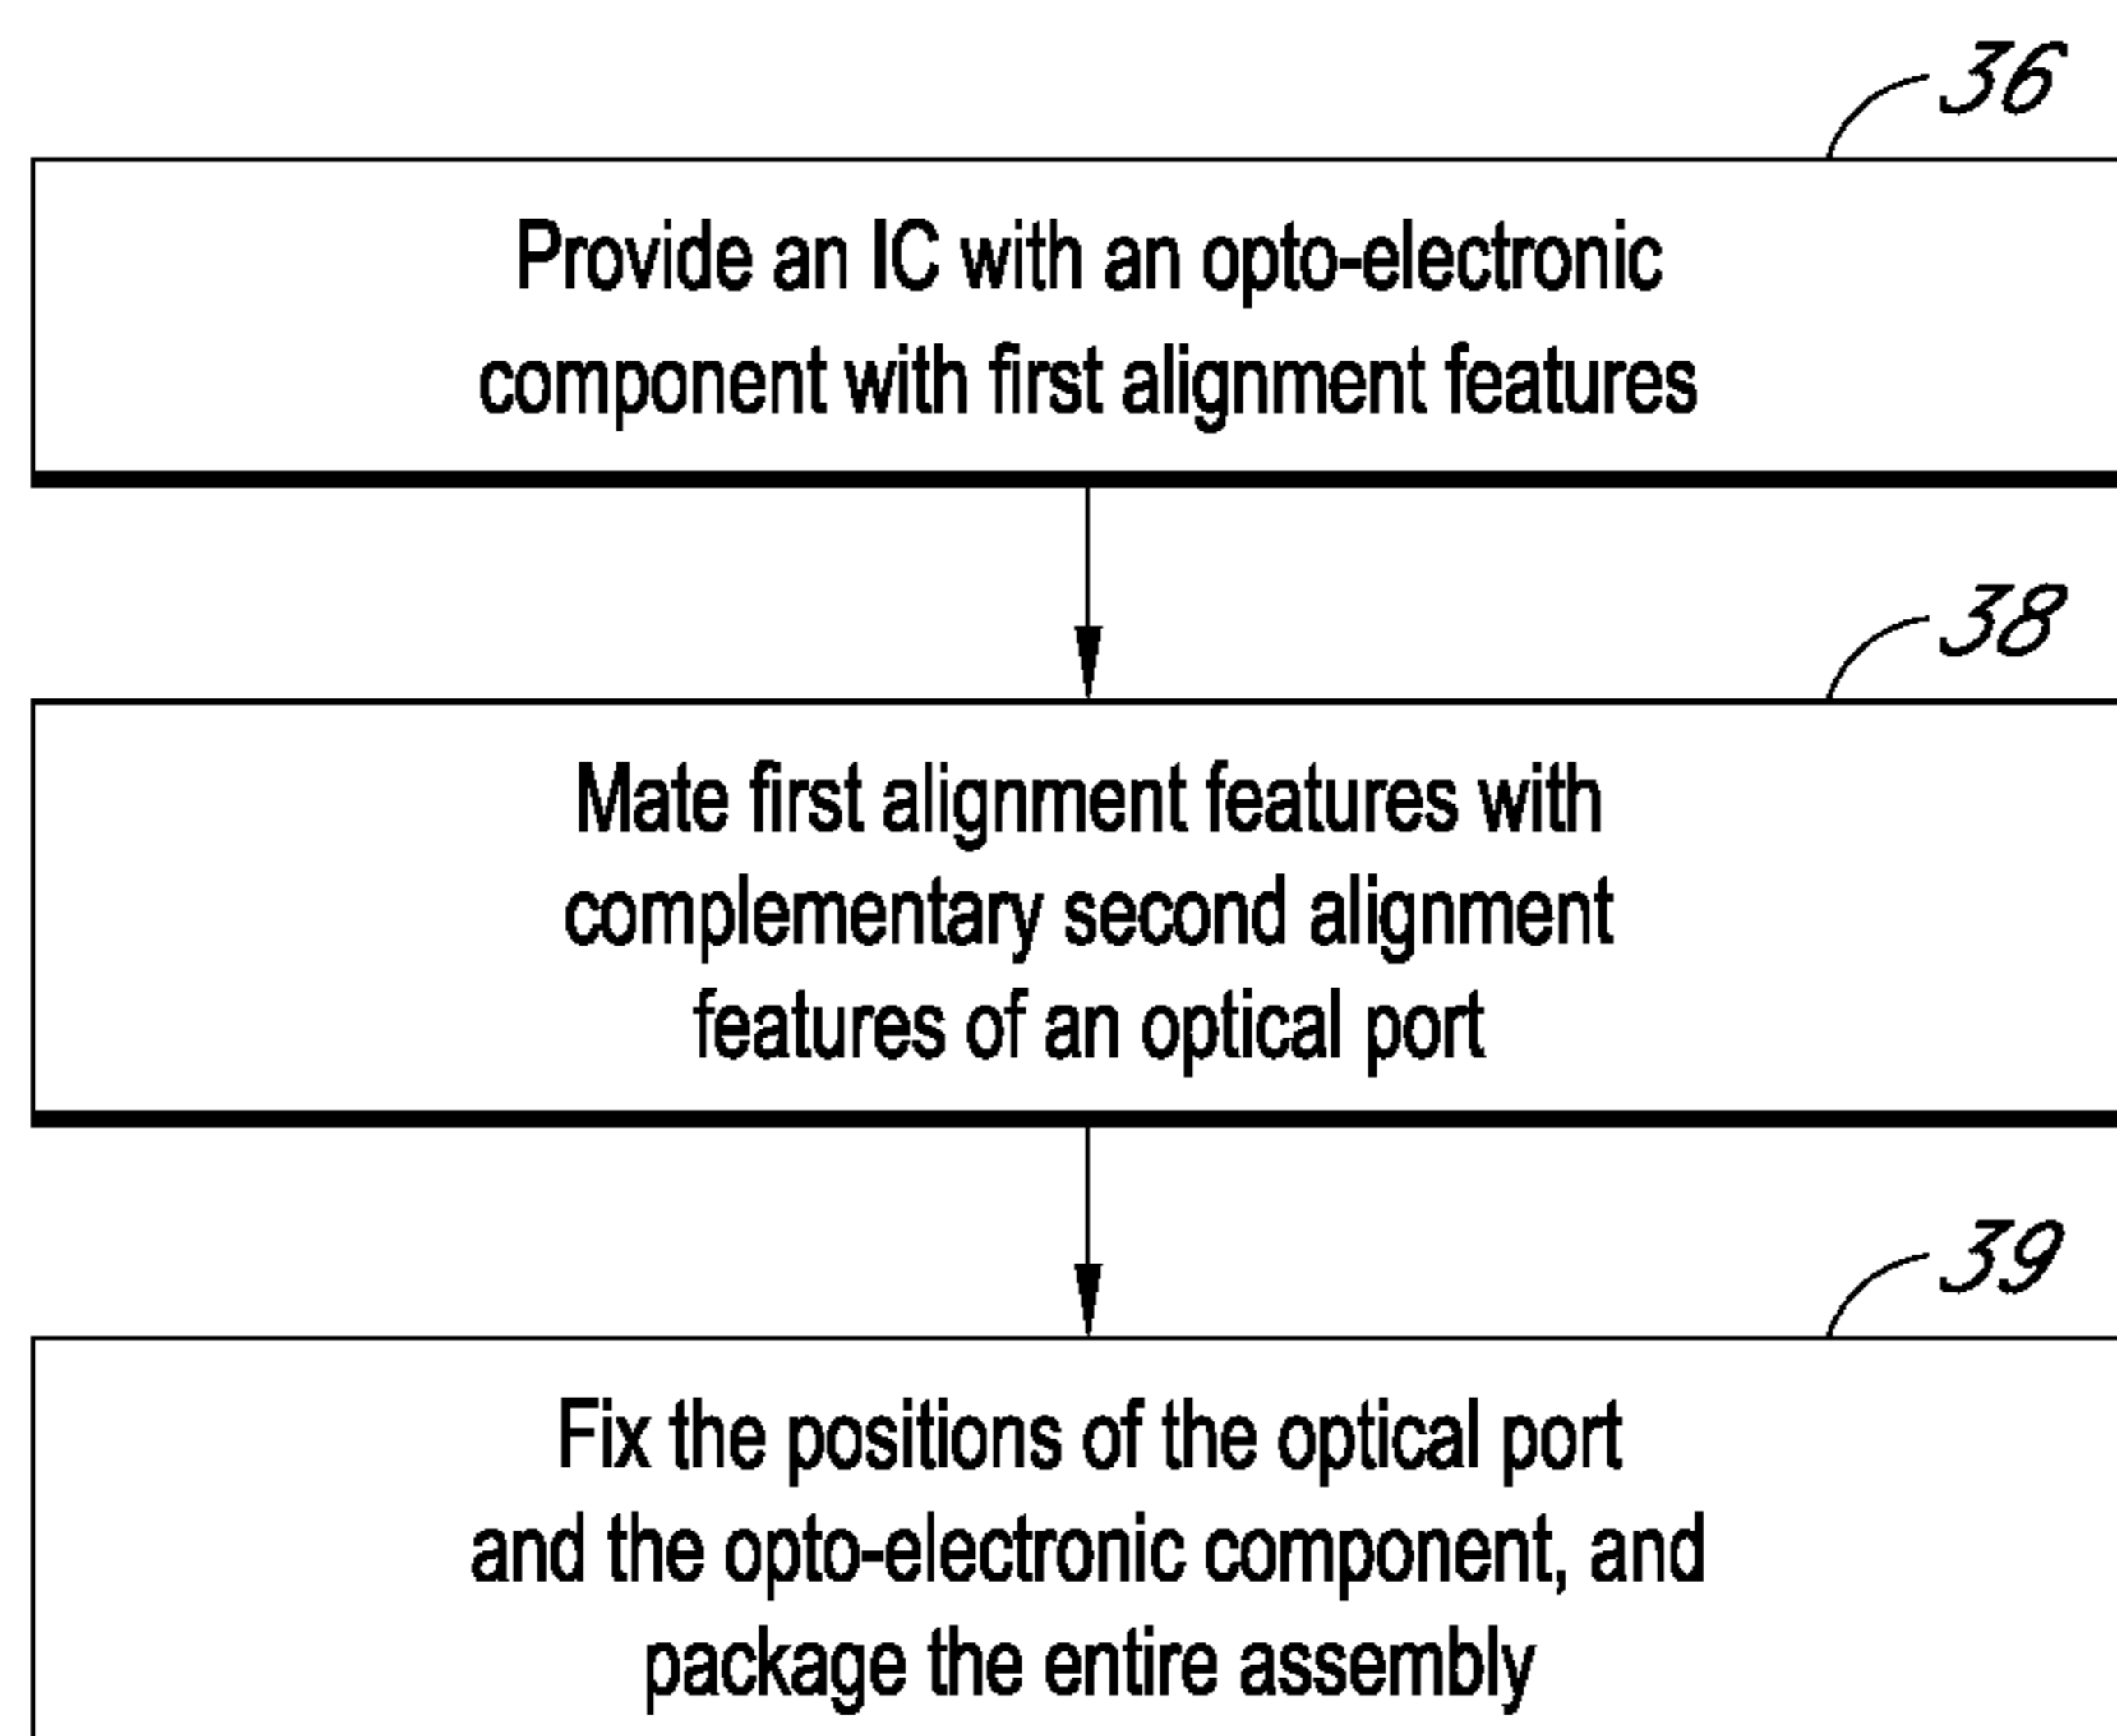 36
Provide an IC with an opto-electronic
component with first alignment features
38
Mate first alignment features with
complementary second alignment
features of an optical port
39
Fix the positions of the optical port
and the opto-electronic component, and
package the entire assembly